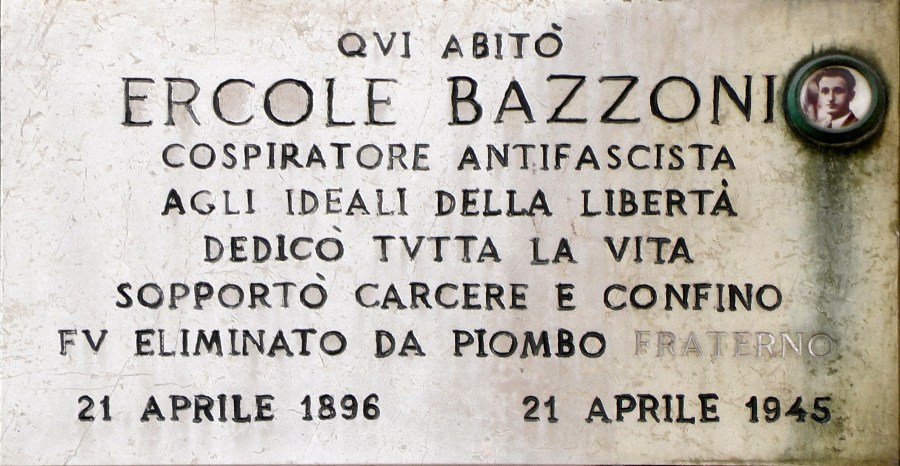 QVI ABITÒ
ERCOLE BAZZONI
COSPIRATORE ANTIFASCISTA
AGLI IDEALI DELLA LIBERTÀ
DEDICÒ TVTTA LA VITA
SOPPORTÒ CARCERE E CONFINO
FV ELIMINATO DA PIOMBO FRATERNO
21 APRILE 1896 21 APRILE 1945